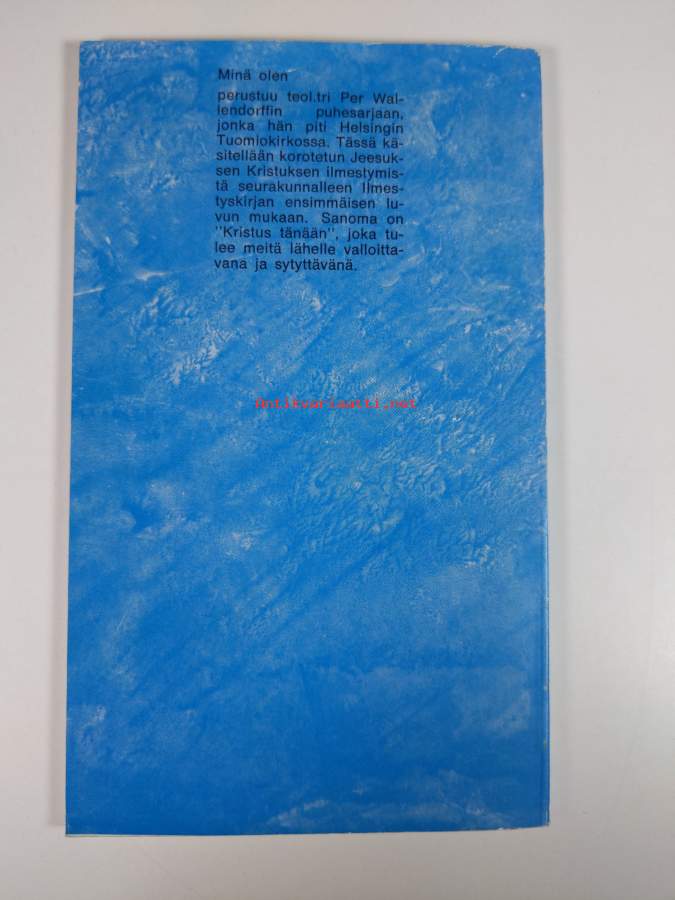 Minä olen
perustuu teol.tri Per Wal-
lendorffin puhesarjaan,
jonka hän piti Helsingin
Tuomiokirkossa. Tässä kä-
sitellään korotetun Jeesuk-
sen Kristuksen ilmestymis-
tä seurakunnalleen Ilmes-
tyskirjan ensimmäisen lu-
vun mukaan. Sanoma on
"Kristus tänään", joka tu-
lee meitä lähelle valloitta-
vana ja sytyttävänä.
Antikvariaatti.net